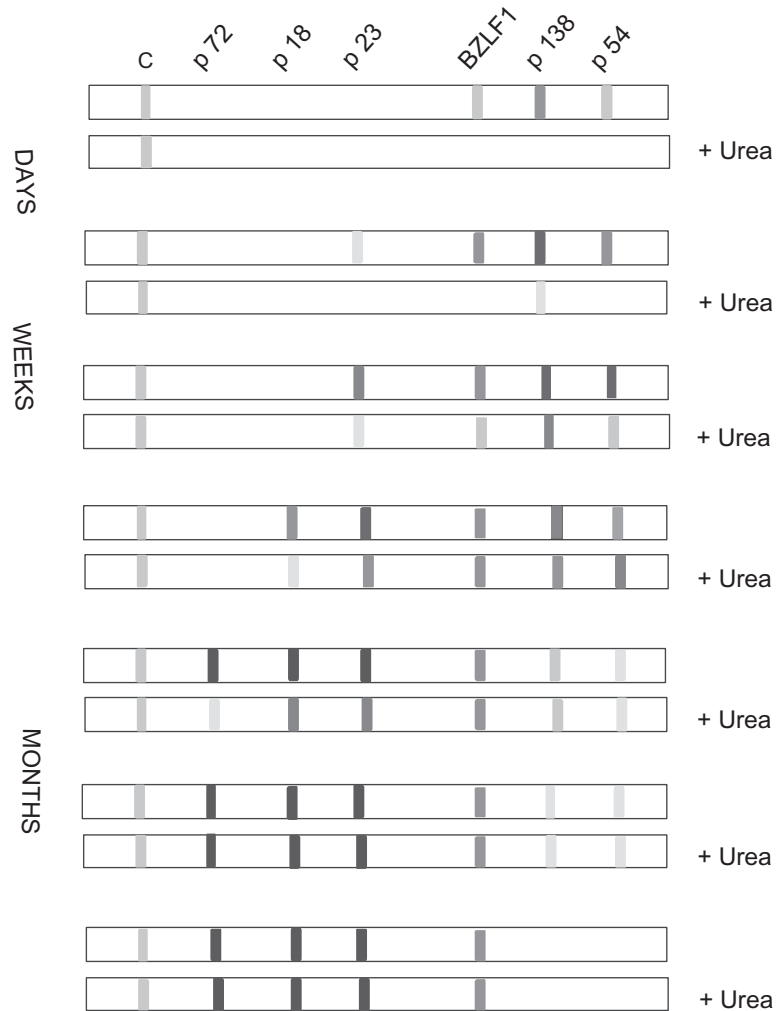 C p 72 p 18 p 23 BZLF1 p 138 p 54
DAYS
+ Urea
+ Urea
WEEKS
+ Urea
+ Urea
+ Urea
MONTHS
+ Urea
+ Urea